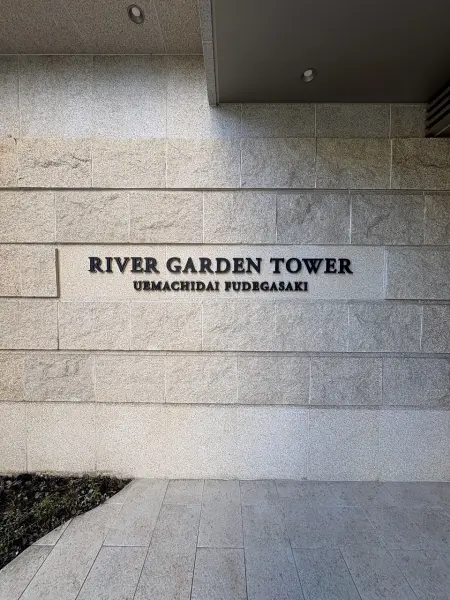 RIVER GARDEN TOWER
UEMACHIDAI FUDEGASAKI